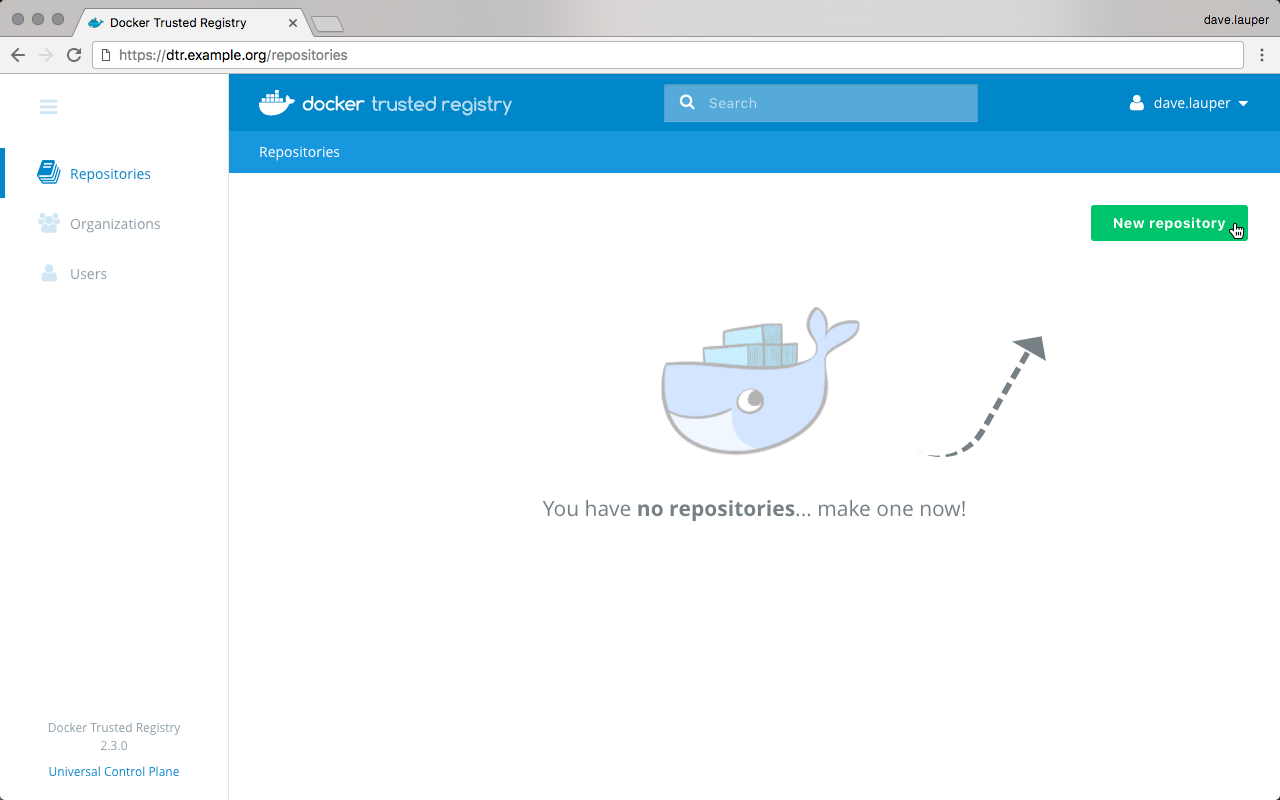 Docker Trusted Registry
dave.lauper
https://dtr.example.org/repositories
docker trusted registry
Search
dave.lauper
Repositories
Repositories
Organizations
Users
New repository
You have no repositories... make one now!
Docker Trusted Registry
2.3.0
Universal Control Plane